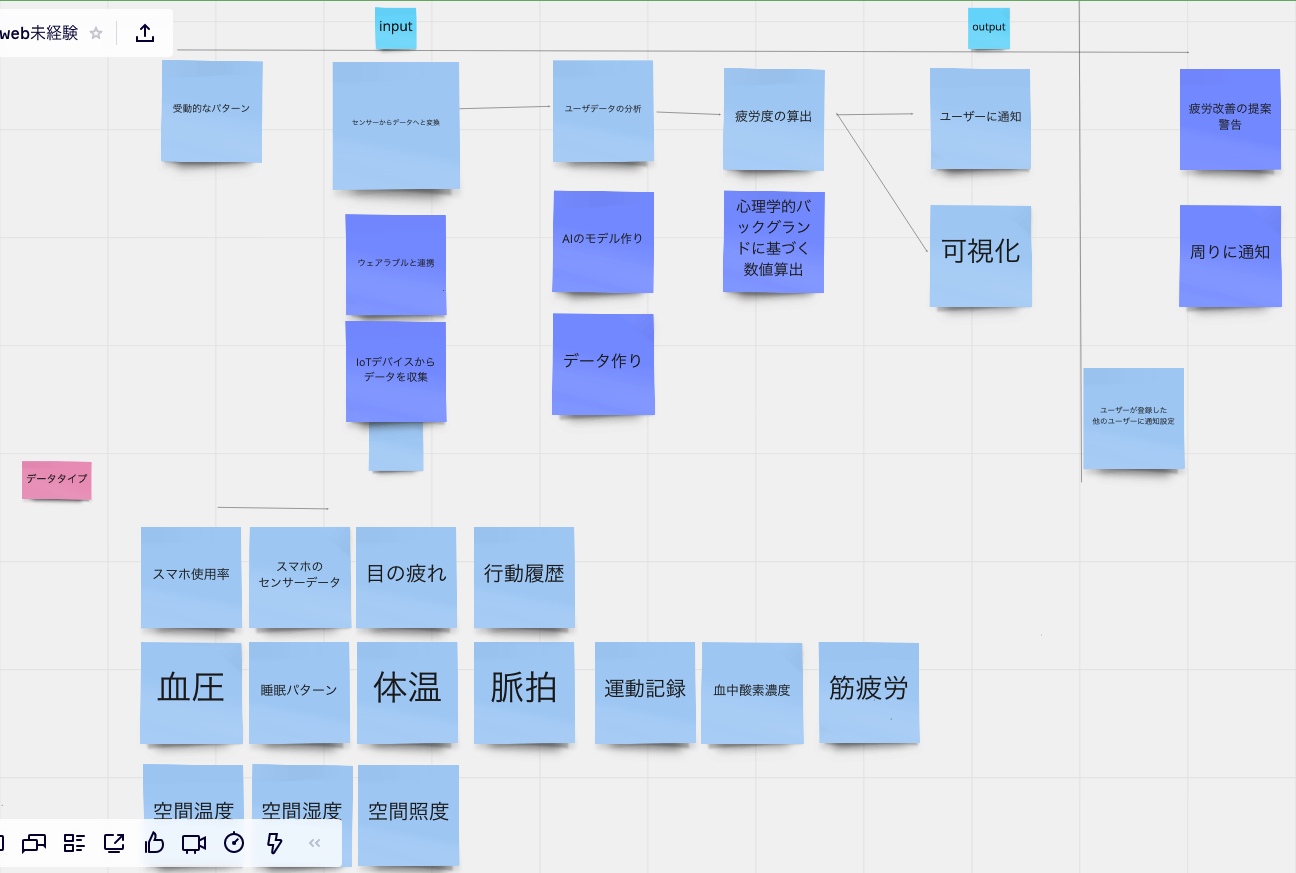 web未経験
input
output
受動的なパターン
センサーからデータへと変換
ユーザデータの分析
疲労度の算出
ユーザーに通知
疲労改善の提案
警告
ウェアラブルと連携
AIのモデル作り
心理学的バ
ックグラン
ドに基づく
数値算出
可視化
周りに通知
IoTデバイスから
データを収集
データ作り
ユーザーが登録した
他のユーザーに通知設定
データタイプ
スマホ使用率
スマホの
センサーデータ
目の疲れ
行動履歴
血圧
睡眠パターン
体温
脈拍
運動記録
血中酸素濃度
筋疲労
空間温度
空間湿度
空間照度